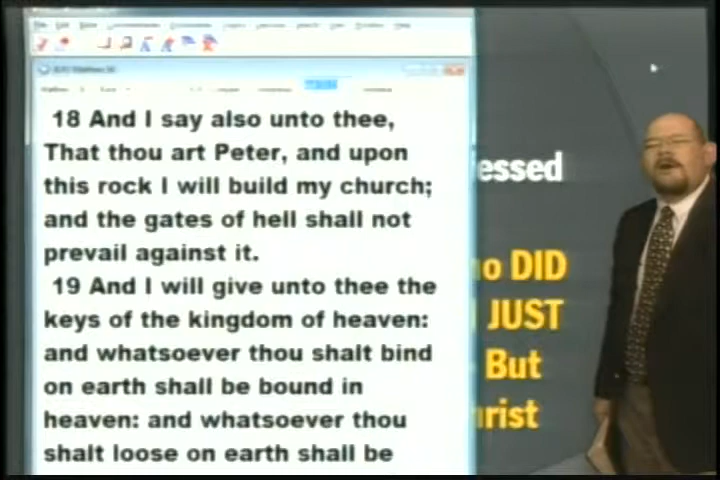 18 And I say also unto thee,
That thou art Peter, and upon
this rock I will build my church;
and the gates of hell shall not
prevail against it.
19 And I will give unto thee the
keys of the kingdom of heaven:
and whatsoever thou shalt bind
on earth shall be bound in
heaven: and whatsoever thou
shalt loose on earth shall be
essed
DID
JUST
But
hrist